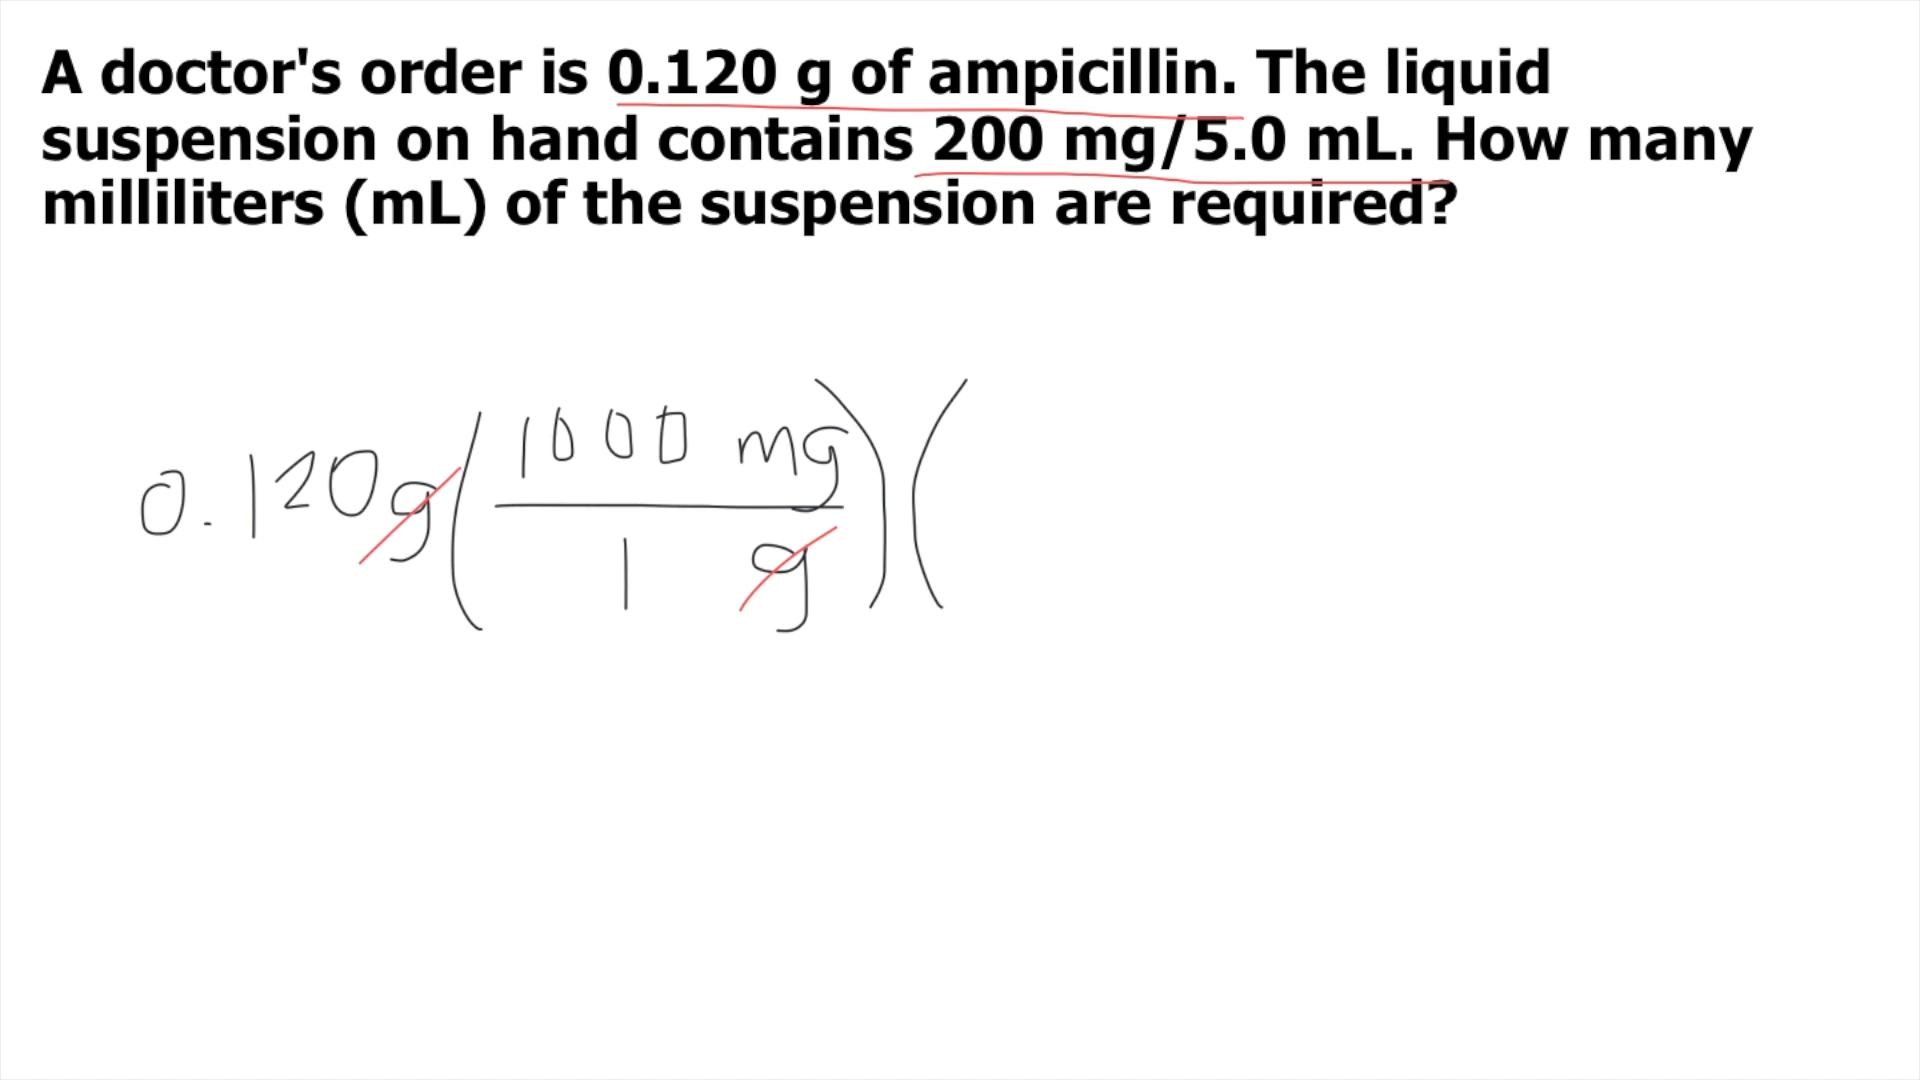 A doctor's order is 0.120 g of ampicillin. The liquid
suspension on hand contains 200 mg/5.0 mL. How many
milliliters (mL) of the suspension are required?
0.120g(1000 mg)(
1 g